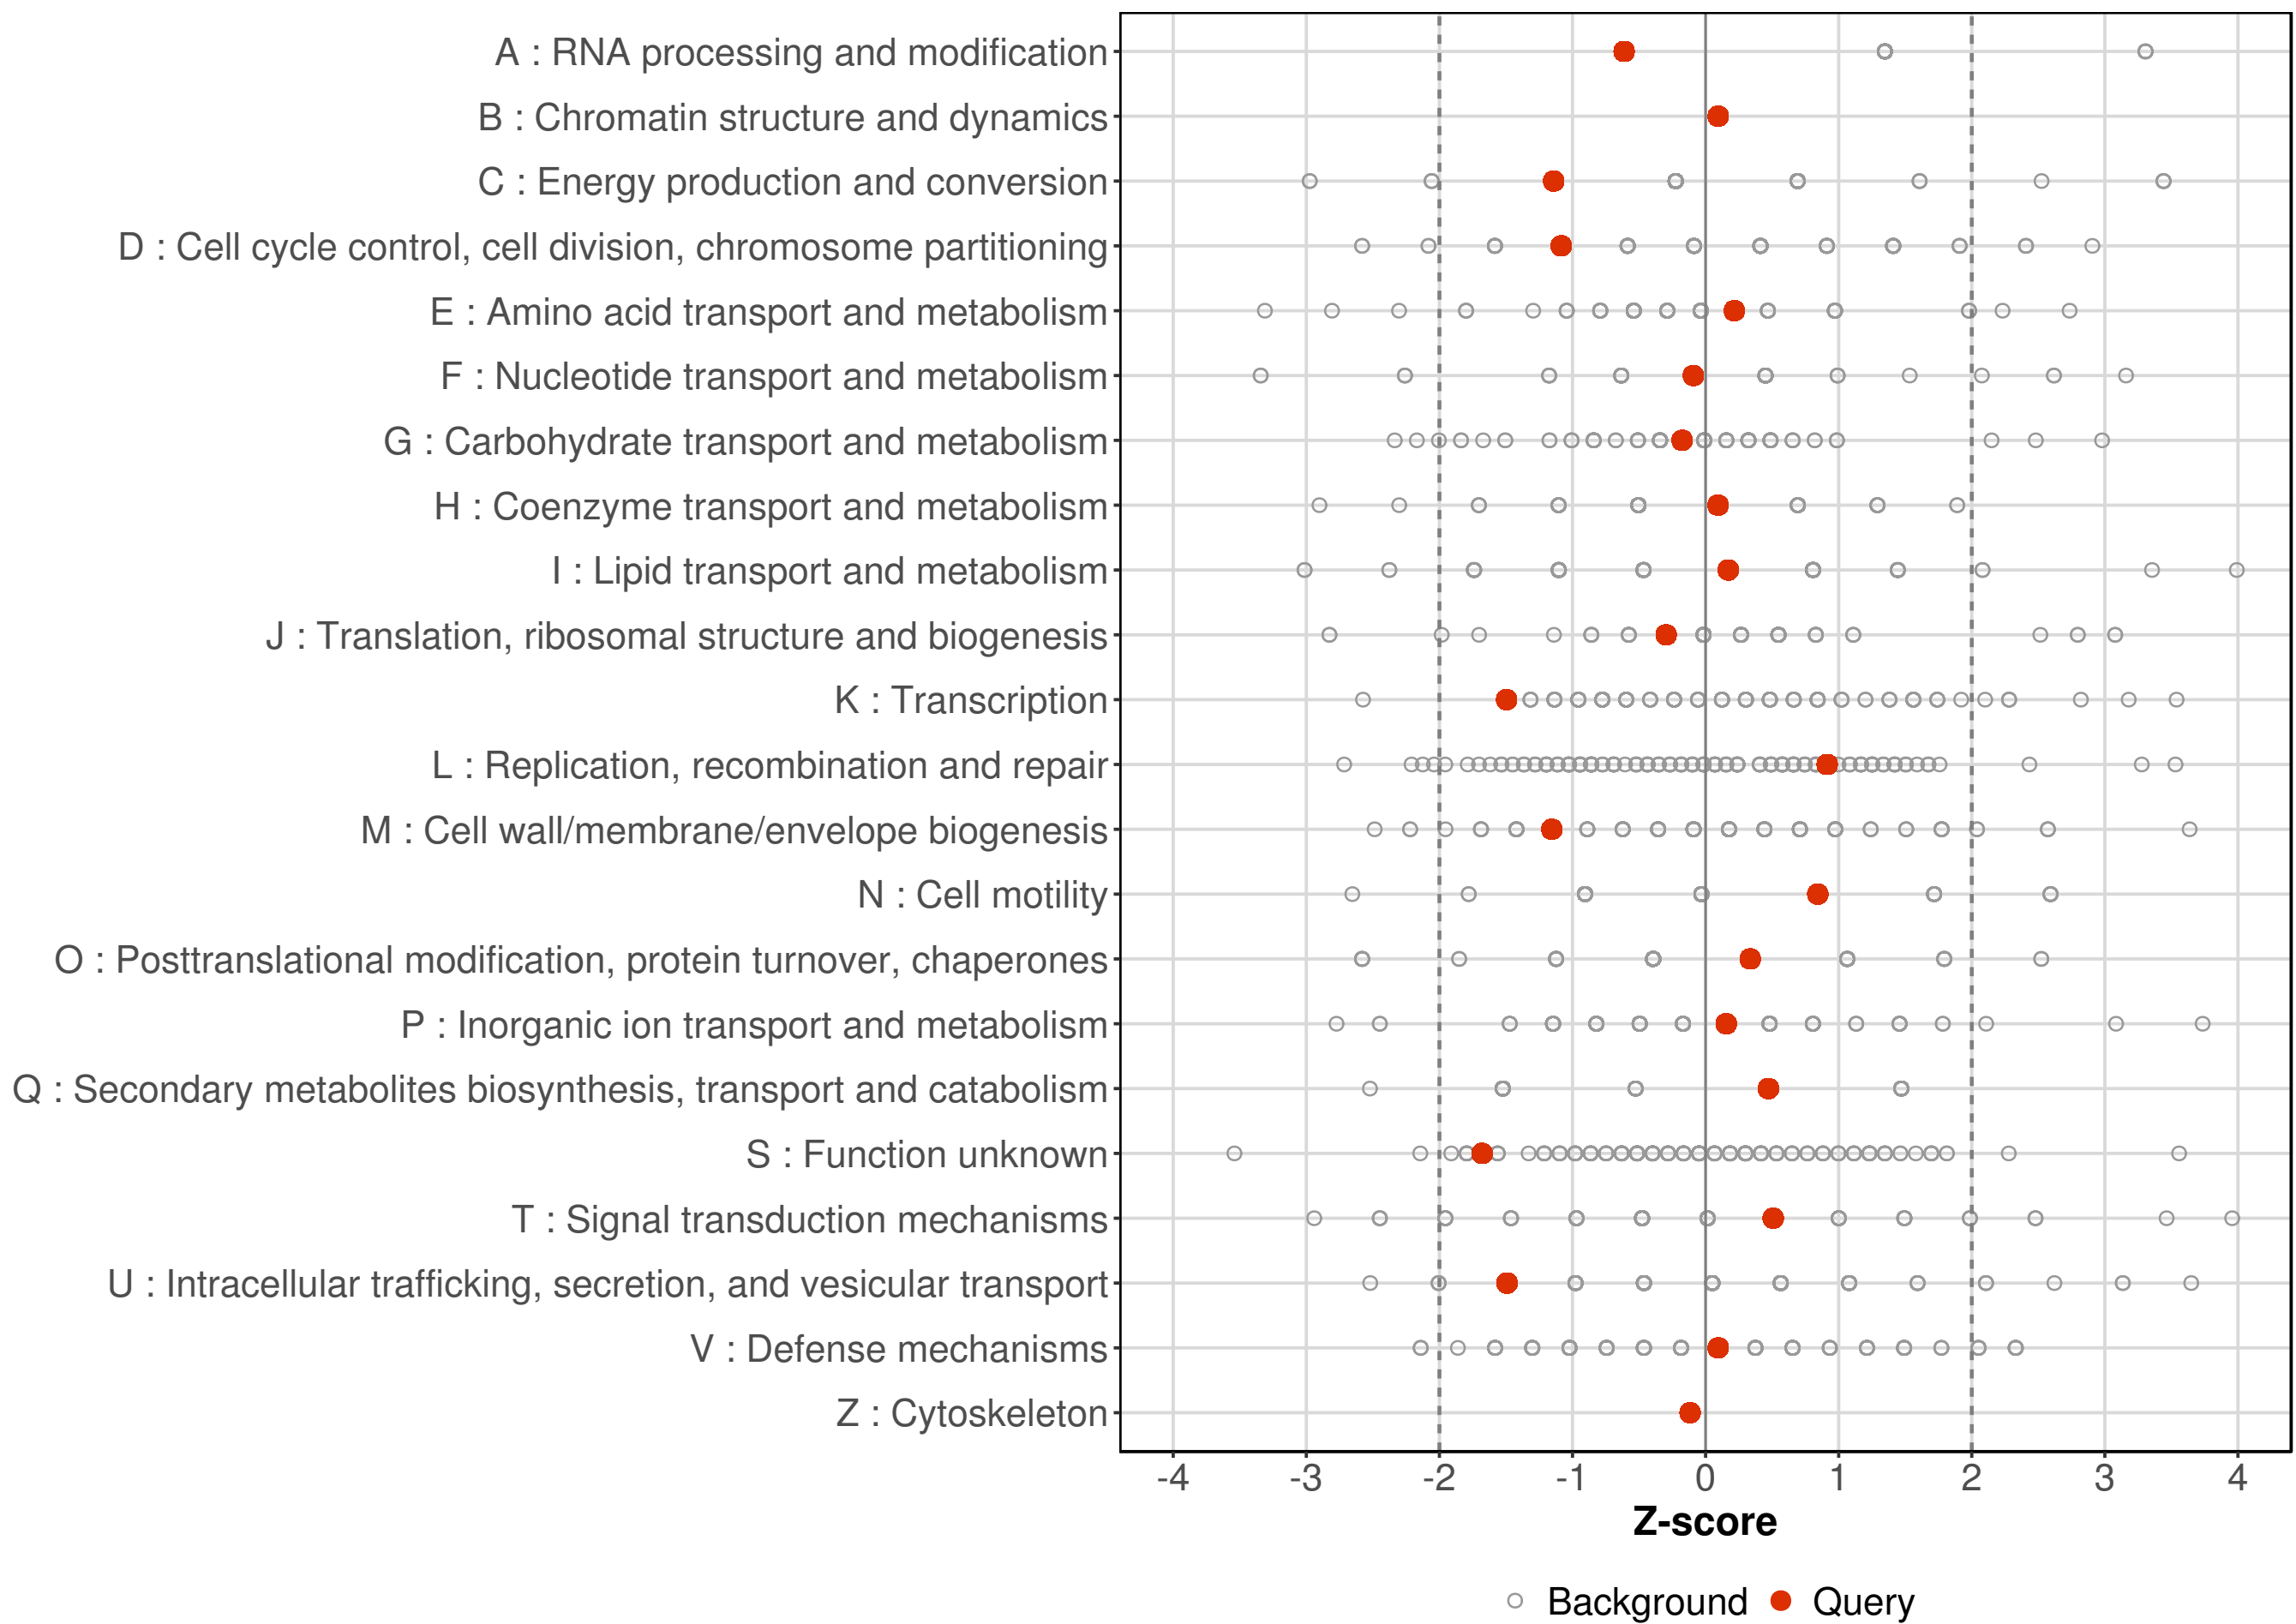 A : RNA processing and modification
B : Chromatin structure and dynamics
C : Energy production and conversion
D : Cell cycle control, cell division, chromosome partitioning
E : Amino acid transport and metabolism
F : Nucleotide transport and metabolism
G : Carbohydrate transport and metabolism
H : Coenzyme transport and metabolism
I : Lipid transport and metabolism
J : Translation, ribosomal structure and biogenesis
K : Transcription
L : Replication, recombination and repair
M : Cell wall/membrane/envelope biogenesis
N : Cell motility
O : Posttranslational modification, protein turnover, chaperones
P : Inorganic ion transport and metabolism
Q : Secondary metabolites biosynthesis, transport and catabolism
S : Function unknown
T : Signal transduction mechanisms
U : Intracellular trafficking, secretion, and vesicular transport
V : Defense mechanisms
Z : Cytoskeleton
-4 -3 -2 -1 0 1 2 3 4
Z-score
Background Query